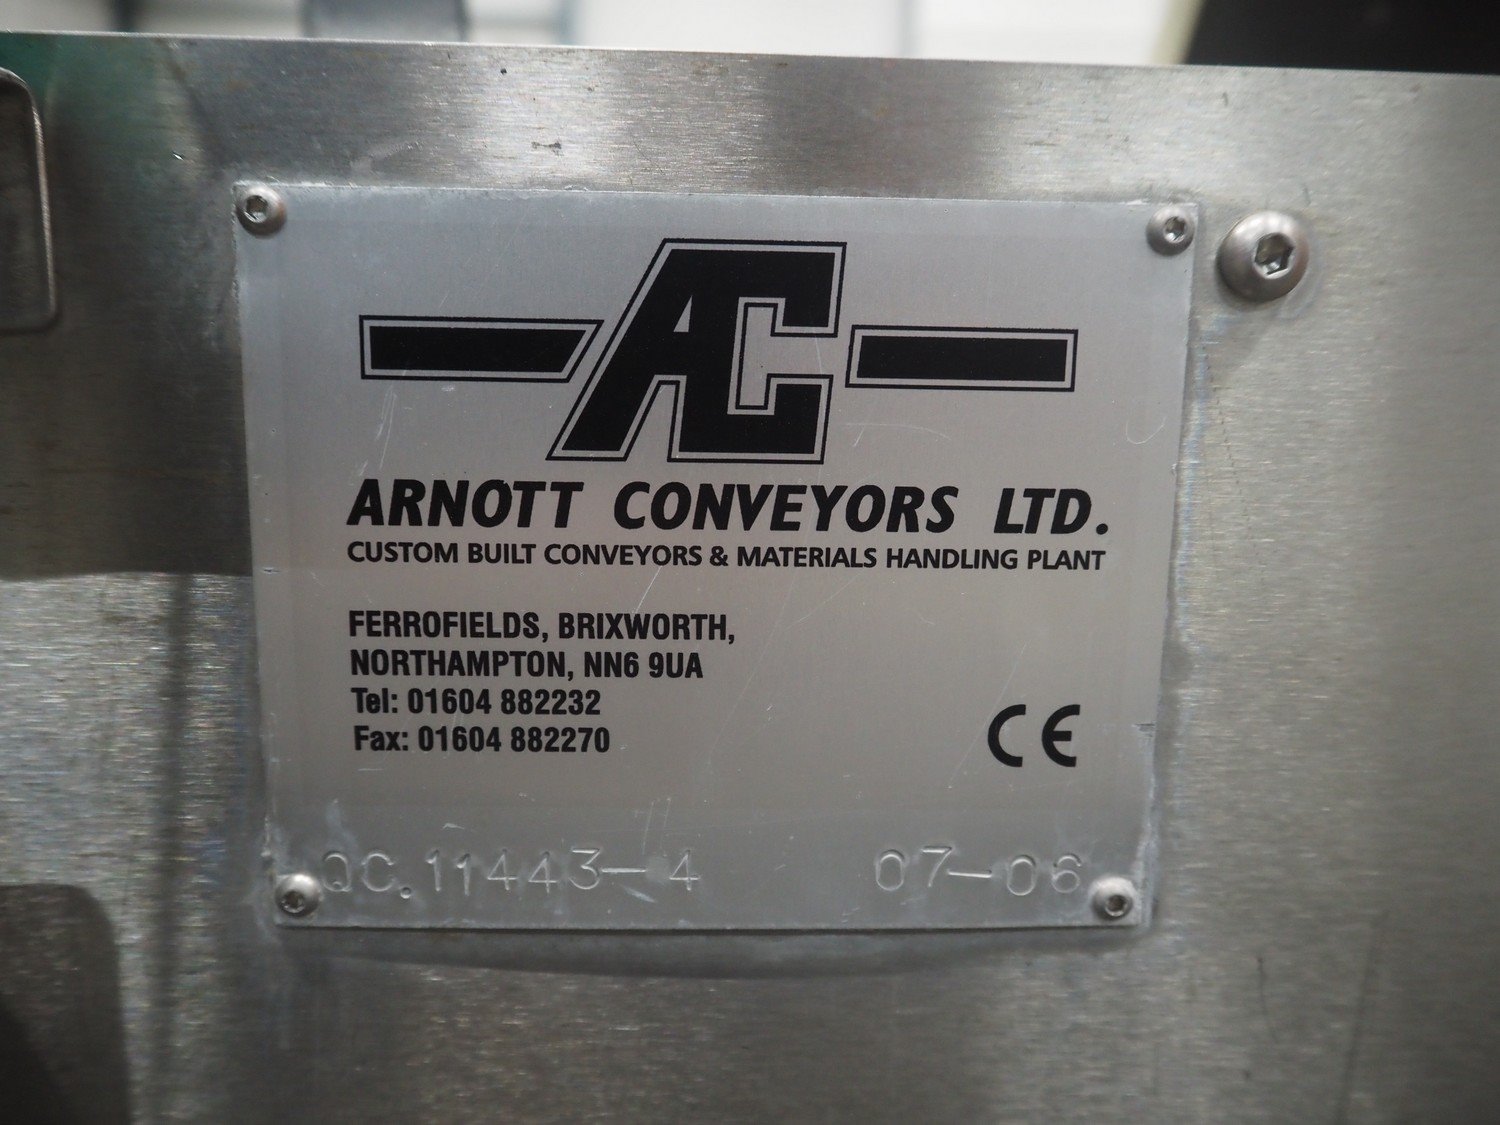 AC
ARNOTT CONVEYORS LTD.
CUSTOM BUILT CONVEYORS & MATERIALS HANDLING PLANT
FERROFIELDS, BRIXWORTH,
NORTHAMPTON, NN6 9UA
Tel: 01604 882232
Fax: 01604 882270
CE
QC.11443-4 07-06